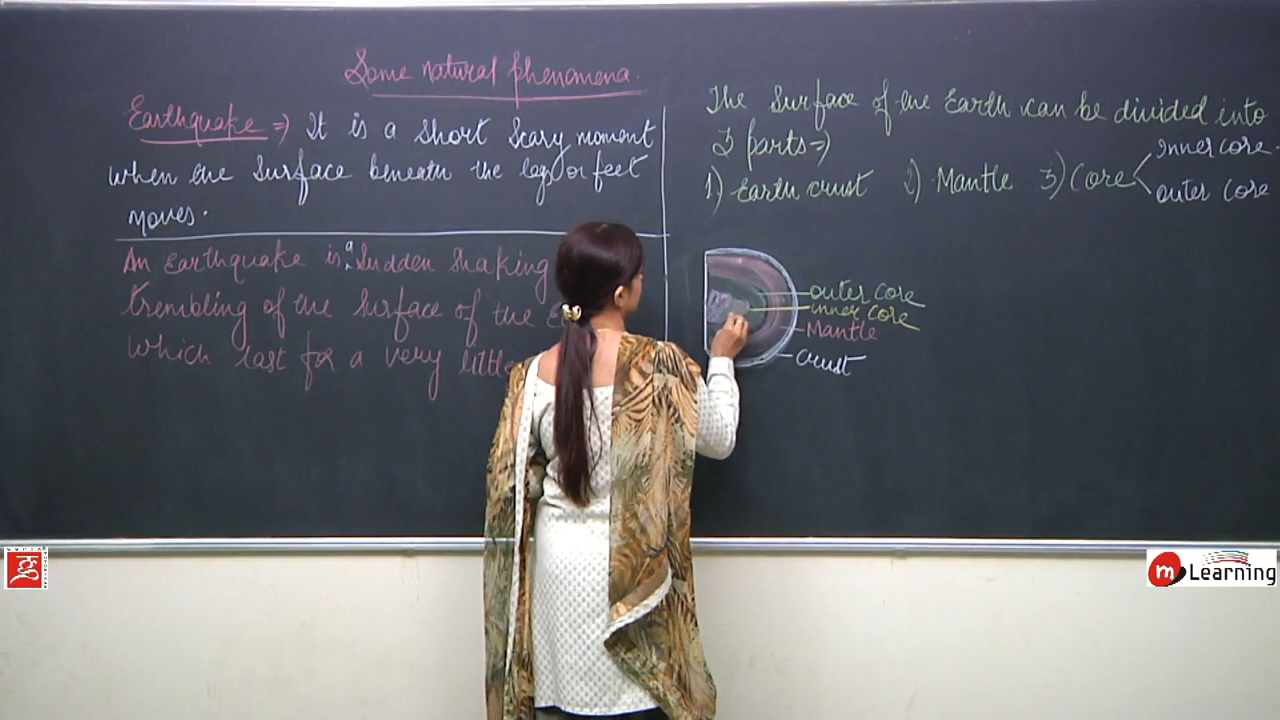 Some natural phenomena.
Earthquake ⇒ It is a short scary moment
when the surface beneath the legs or feet
moves.
An Earthquake is a sudden shaking
trembling of the surface of the
which last for a very little
The surface of the Earth can be divided into
3 parts ⇒
1) Earth crust 2) Mantle 3) Core
inner core.
outer core
outer core
inner core
Mantle
crust
m Learning